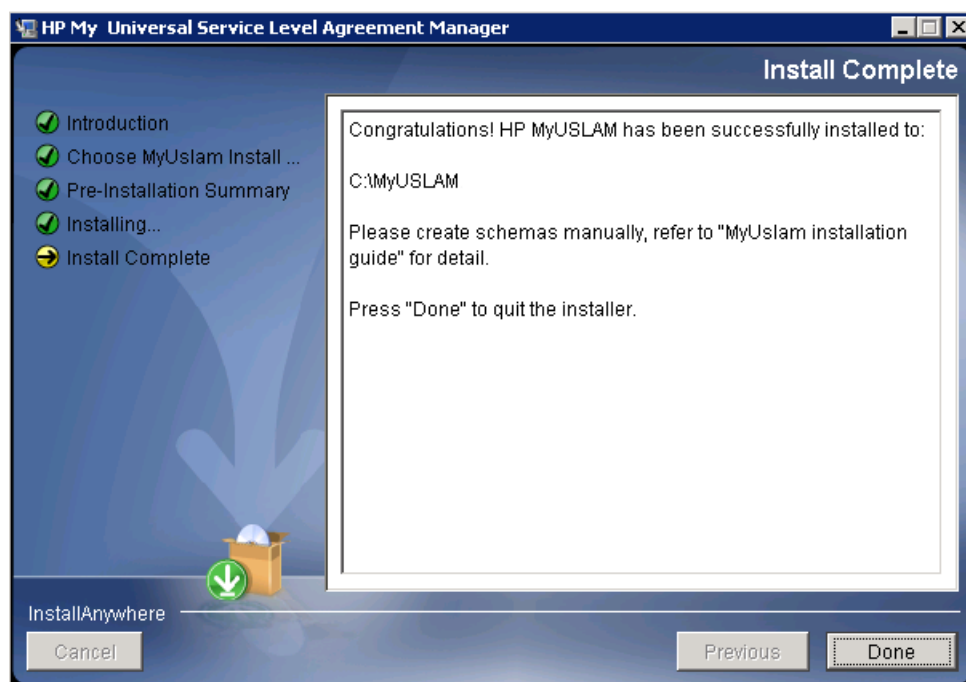 HP My  Universal Service Level Agreement Manager
Install Complete
Introduction
Choose MyUslam Install ...
Pre-Installation Summary
Installing...
Install Complete
Congratulations! HP MyUSLAM has been successfully installed to:
C:\MyUSLAM
Please create schemas manually, refer to "MyUslam installation
guide" for detail.
Press "Done" to quit the installer.
InstallAnywhere
Cancel
Previous
Done